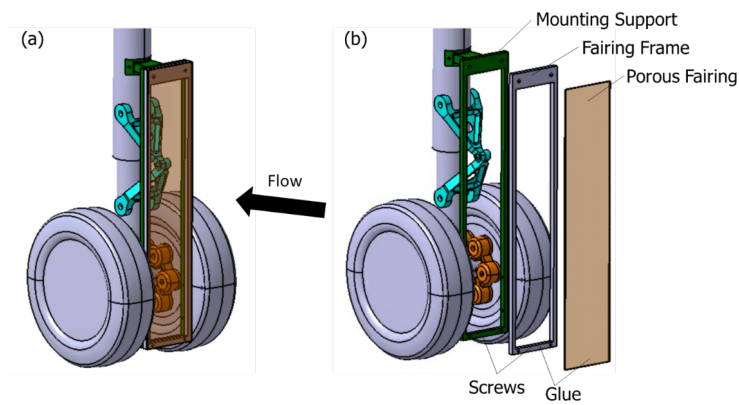 (a)
(b)
Mounting Support
Fairing Frame
Porous Fairing
Flow
Screws
Glue